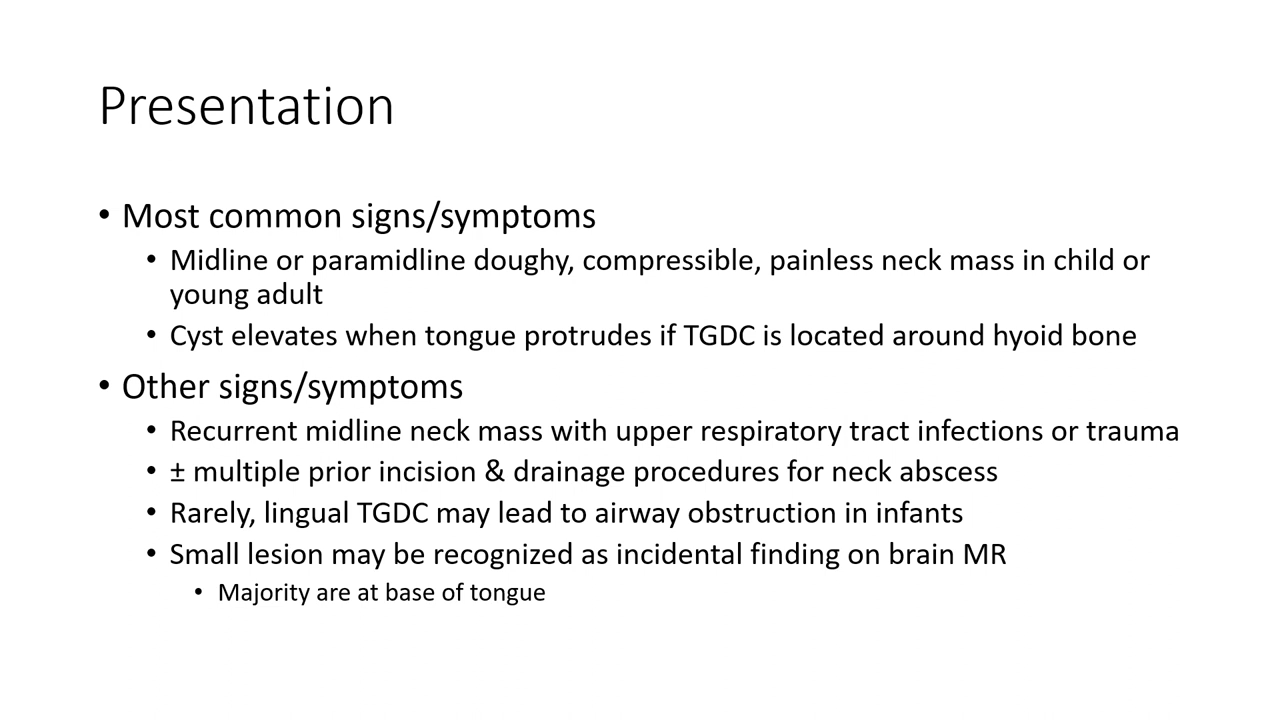 Presentation
• Most common signs/symptoms
• Midline or paramidline doughy, compressible, painless neck mass in child or
young adult
• Cyst elevates when tongue protrudes if TGDC is located around hyoid bone
• Other signs/symptoms
• Recurrent midline neck mass with upper respiratory tract infections or trauma
• ± multiple prior incision & drainage procedures for neck abscess
• Rarely, lingual TGDC may lead to airway obstruction in infants
• Small lesion may be recognized as incidental finding on brain MR
• Majority are at base of tongue